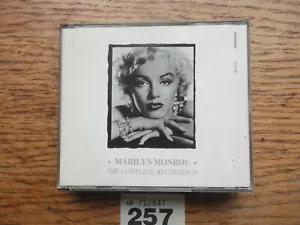 • MARILYN MONROE •
THE COMPLETE RECORDINGS
257